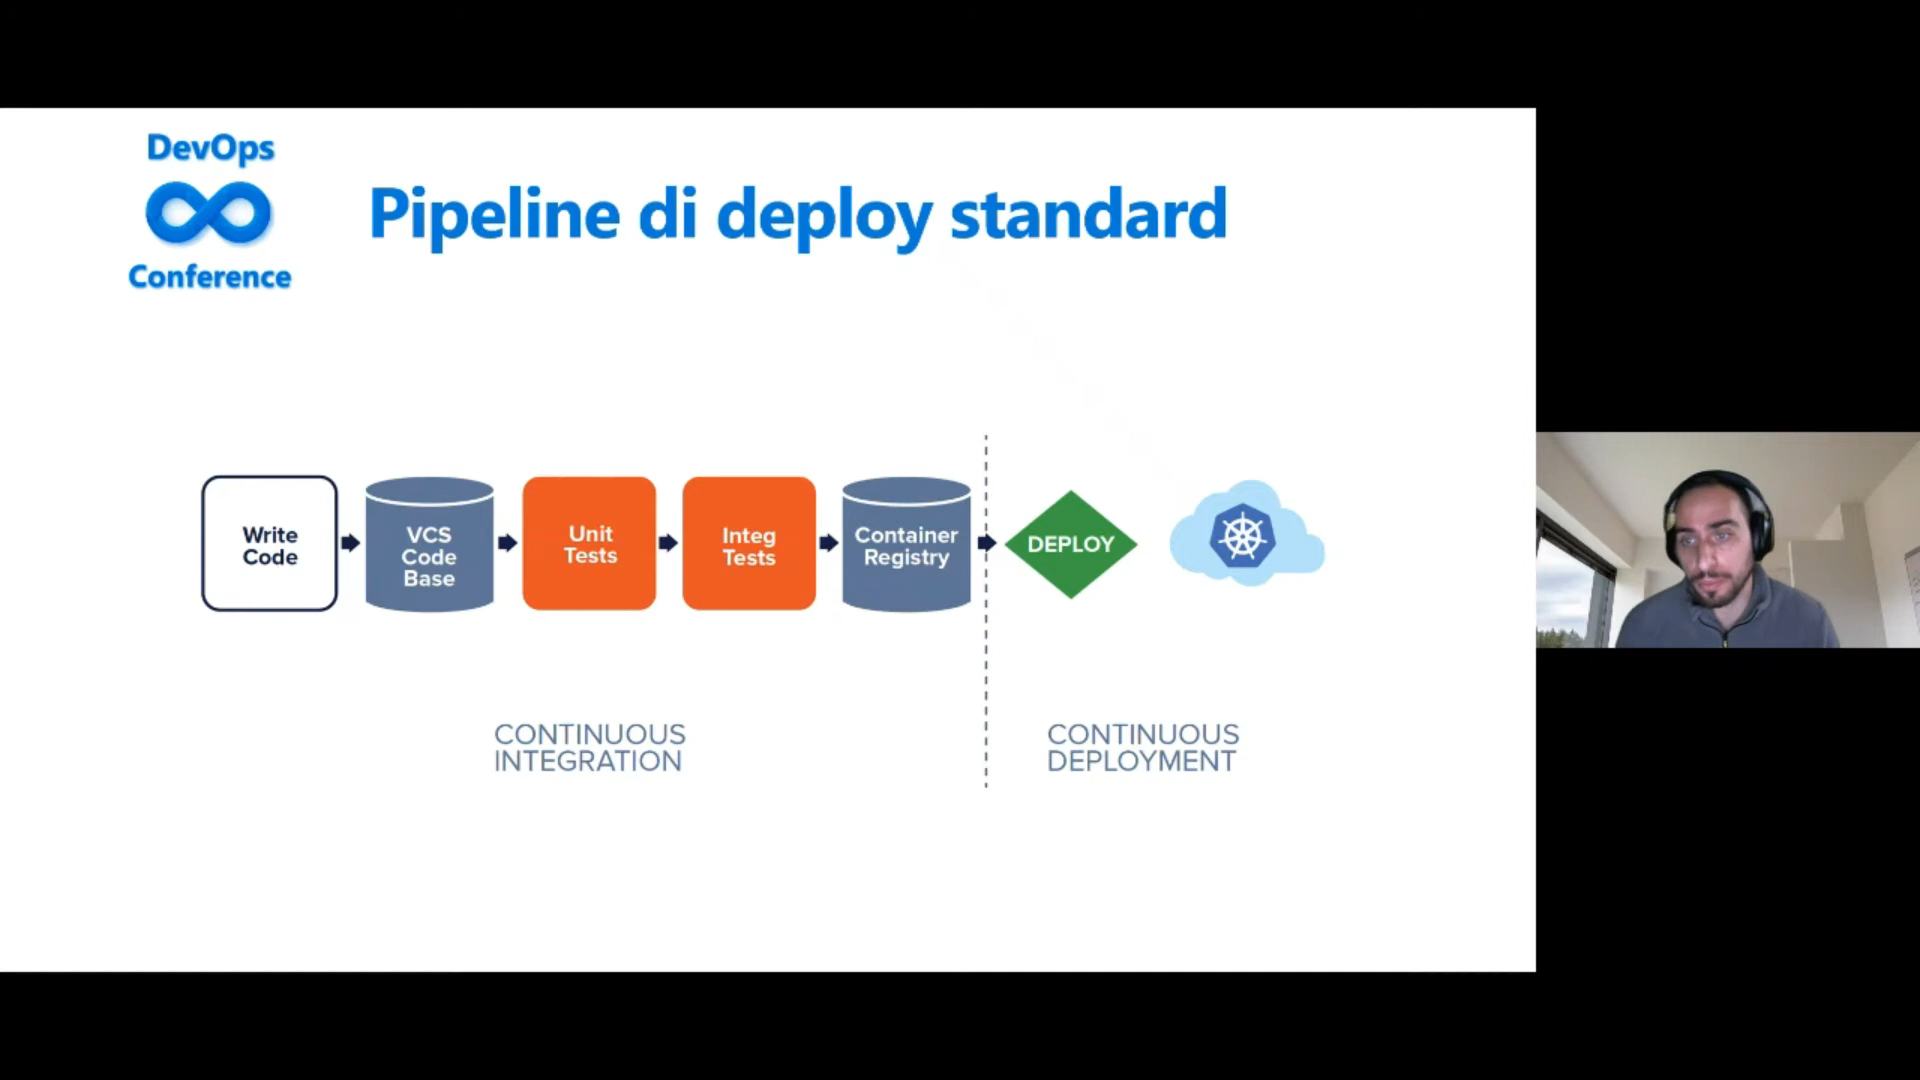 DevOps
Conference
Pipeline di deploy standard
Write
Code
VCS
Code
Base
Unit
Tests
Integ
Tests
Container
Registry
DEPLOY
CONTINUOUS
INTEGRATION
CONTINUOUS
DEPLOYMENT